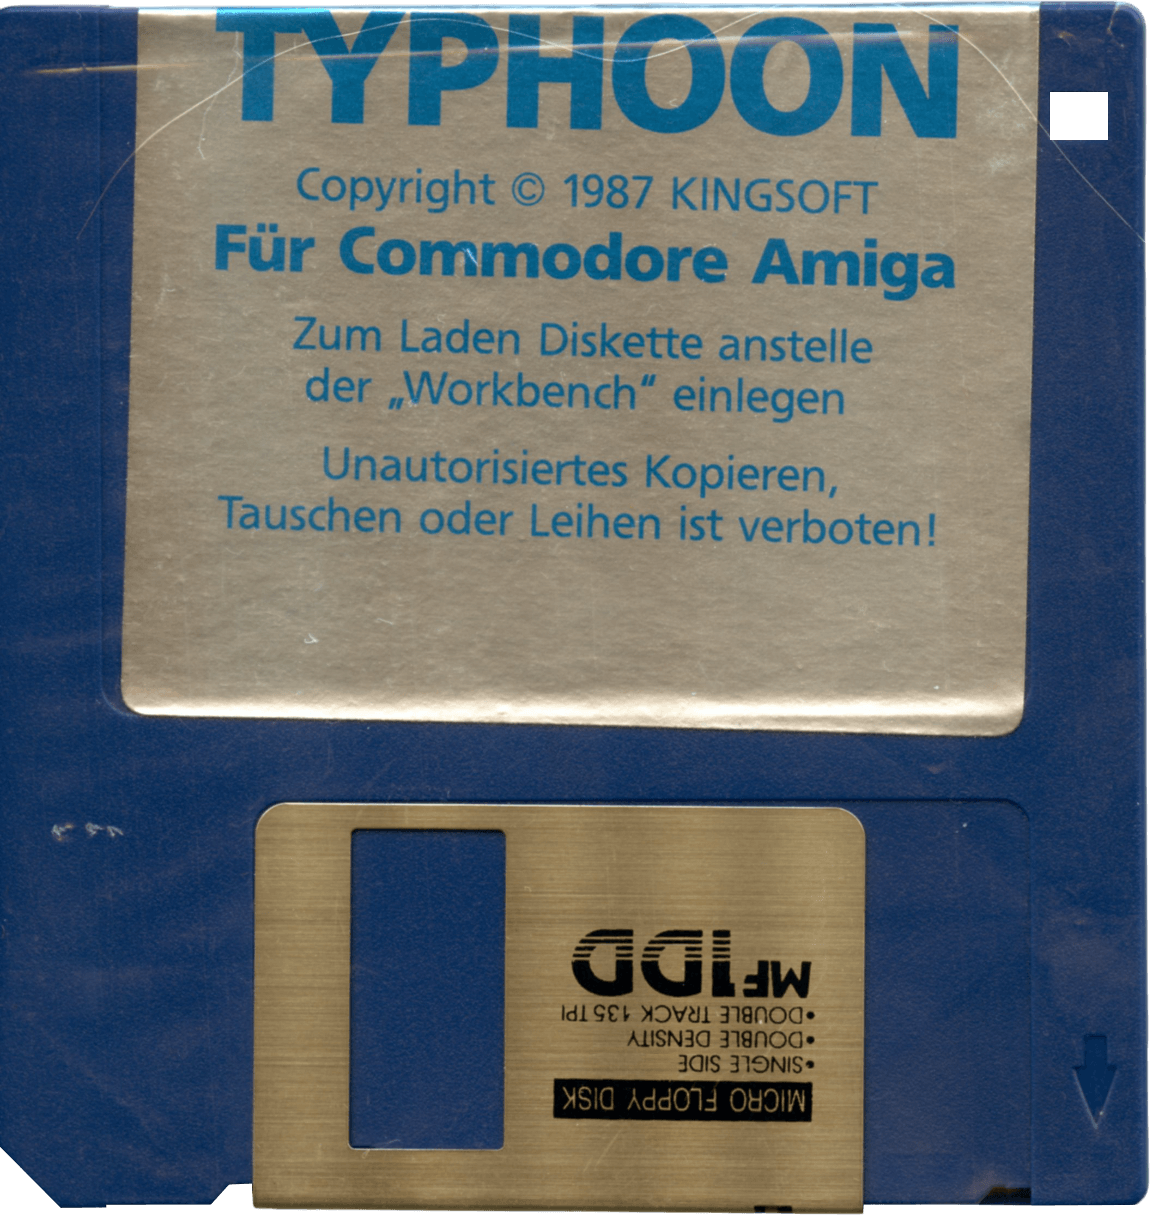 TYPHOON
Copyright © 1987 KINGSOFT
Für Commodore Amiga
Zum Laden Diskette anstelle
der „Workbench“ einlegen
Unautorisiertes Kopieren,
Tauschen oder Leihen ist verboten!
MICRO FLOPPY DISK
•SINGLE SIDE
•DOUBLE DENSITY
•DOUBLE TRACK 135 TPI
MF1DD